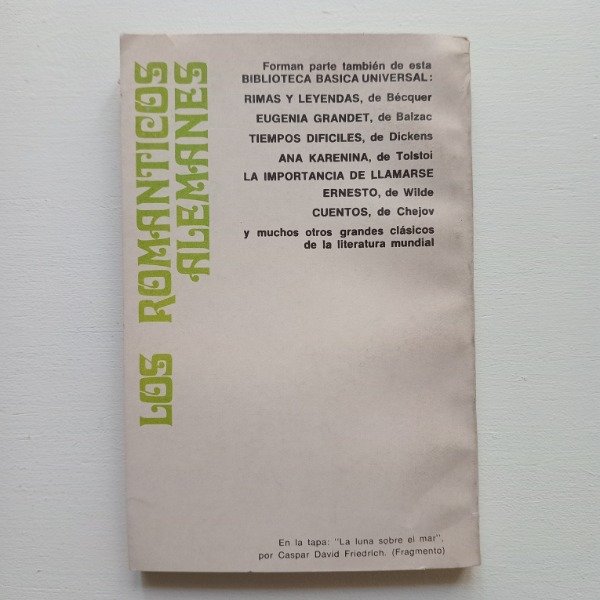 LOS ROMANTICOS
ALEMANES
Forman parte también de esta
BIBLIOTECA BASICA UNIVERSAL:
RIMAS Y LEYENDAS, de Bécquer
EUGENIA GRANDET, de Balzac
TIEMPOS DIFICILES, de Dickens
ANA KARENINA, de Tolstoi
LA IMPORTANCIA DE LLAMARSE
ERNESTO, de Wilde
CUENTOS, de Chejov
y muchos otros grandes clásicos
de la literatura mundial
En la tapa: "La luna sobre el mar",
por Caspar David Friedrich. (Fragmento)